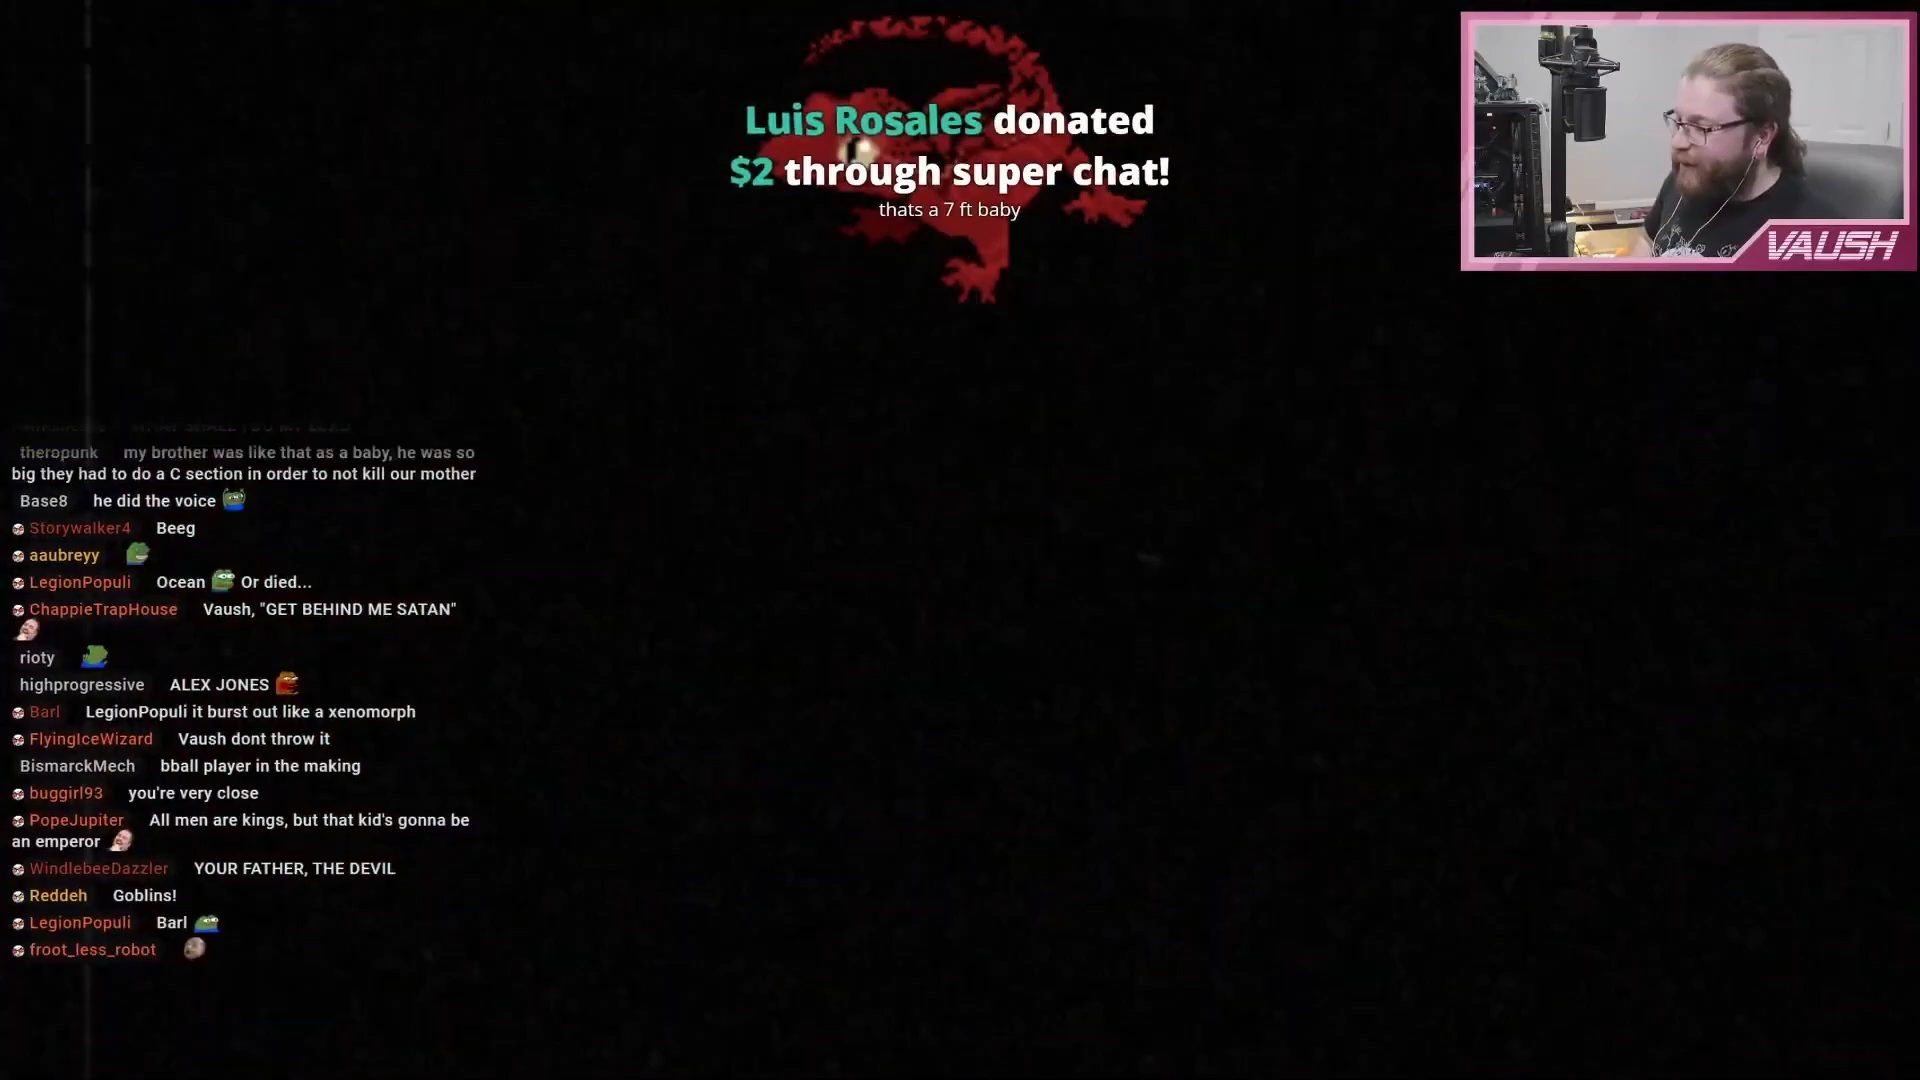 Luis Rosales donated
$2 through super chat!
thats a 7 ft baby
VAUSH
theropunk my brother was like that as a baby, he was so
big they had to do a C section in order to not kill our mother
Base8 he did the voice
Storywalker4 Beeg
aaubreyy
LegionPopuli Ocean Or died...
ChappieTrapHouse Vaush, "GET BEHIND ME SATAN"
rioty
highprogressive ALEX JONES
Barl LegionPopuli it burst out like a xenomorph
FlyingIceWizard Vaush dont throw it
BismarckMech bball player in the making
buggirl93 you're very close
PopeJupiter All men are kings, but that kid's gonna be
an emperor
WindlebeeDazzler YOUR FATHER, THE DEVIL
Reddeh Goblins!
LegionPopuli Barl
froot_less_robot